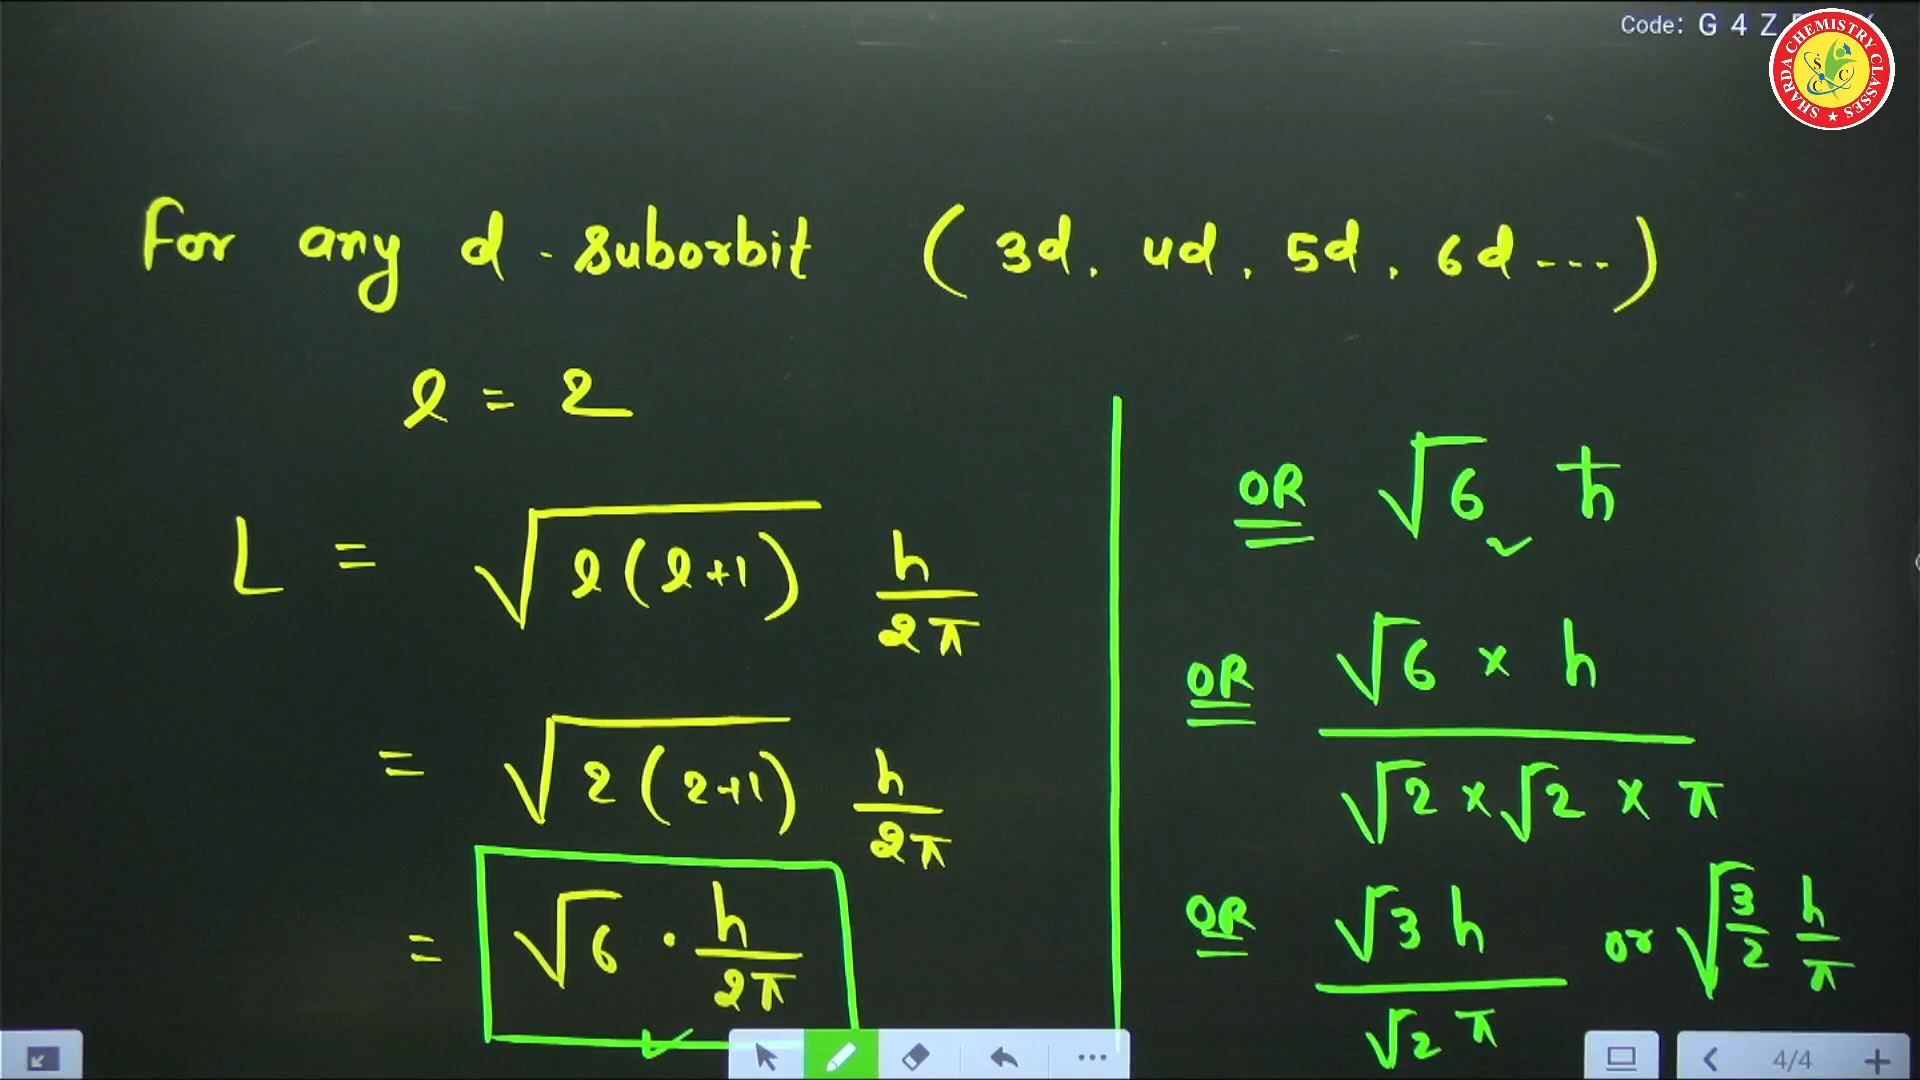 Code: G 4 Z
SHARDA CHEMISTRY CLASSES
S C C
For any d - suborbit ( 3d, 4d, 5d, 6d --- )
l = 2
L = √l(l+1) h/2π
= √2(2+1) h/2π
= √6 · h/2π
OR √6 ħ
OR √6 × h / √2 × √2 × π
OR √3 h / √2 π or √3/2 h/π
4/4